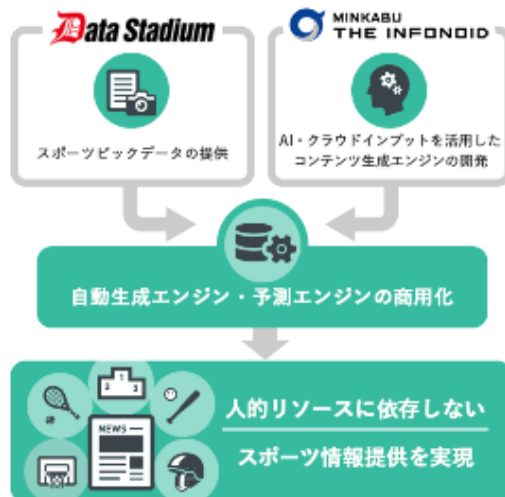 Data Stadium
MINKABU
THE INFONOID
スポーツビックデータの提供
AI・クラウドインプットを活用した
コンテンツ生成エンジンの開発
自動生成エンジン・予測エンジンの商用化
1
2 3
NEWS
人的リソースに依存しない
スポーツ情報提供を実現